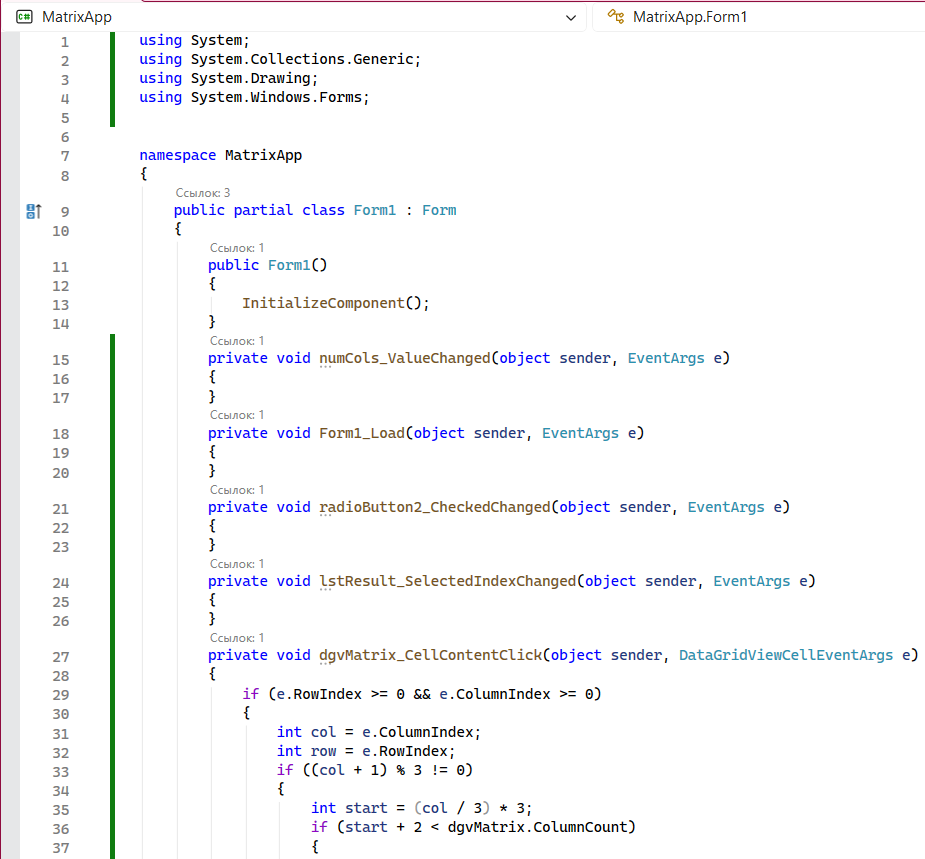 MatrixApp MatrixApp.Form1
1 using System;
2 using System.Collections.Generic;
3 using System.Drawing;
4 using System.Windows.Forms;
5
6
7 namespace MatrixApp
8 {
Ссылок: 3
9 public partial class Form1 : Form
10 {
Ссылок: 1
11 public Form1()
12 {
13 InitializeComponent();
14 }
Ссылок: 1
15 private void numCols_ValueChanged(object sender, EventArgs e)
16 {
17 }
Ссылок: 1
18 private void Form1_Load(object sender, EventArgs e)
19 {
20 }
Ссылок: 1
21 private void radioButton2_CheckedChanged(object sender, EventArgs e)
22 {
23 }
Ссылок: 1
24 private void lstResult_SelectedIndexChanged(object sender, EventArgs e)
25 {
26 }
Ссылок: 1
27 private void dgvMatrix_CellContentClick(object sender, DataGridViewCellEventArgs e)
28 {
29 if (e.RowIndex >= 0 && e.ColumnIndex >= 0)
30 {
31 int col = e.ColumnIndex;
32 int row = e.RowIndex;
33 if ((col + 1) % 3 != 0)
34 {
35 int start = (col / 3) * 3;
36 if (start + 2 < dgvMatrix.ColumnCount)
37 {